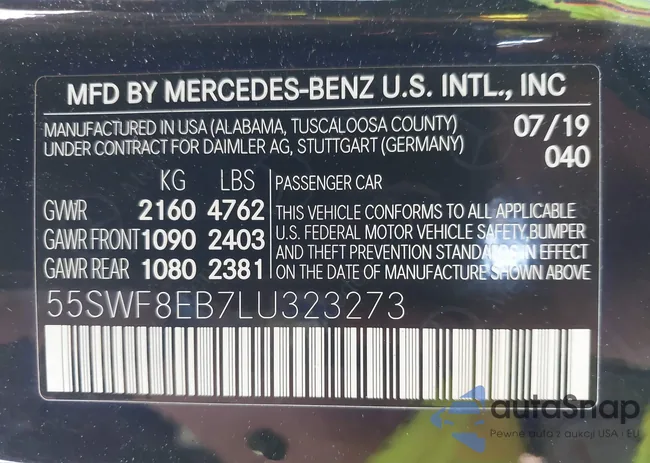 MFD BY MERCEDES-BENZ U.S. INTL., INC
MANUFACTURED IN USA (ALABAMA, TUSCALOOSA COUNTY) 07/19
UNDER CONTRACT FOR DAIMLER AG, STUTTGART (GERMANY) 040
KG LBS PASSENGER CAR
GVWR 2160 4762
GAWR FRONT 1090 2403
GAWR REAR 1080 2381
THIS VEHICLE CONFORMS TO ALL APPLICABLE
U.S. FEDERAL MOTOR VEHICLE SAFETY, BUMPER
AND THEFT PREVENTION STANDARDS IN EFFECT
ON THE DATE OF MANUFACTURE SHOWN ABOVE
55SWF8EB7LU323273
autoSnap
Pewne auto z aukcji USA i EU